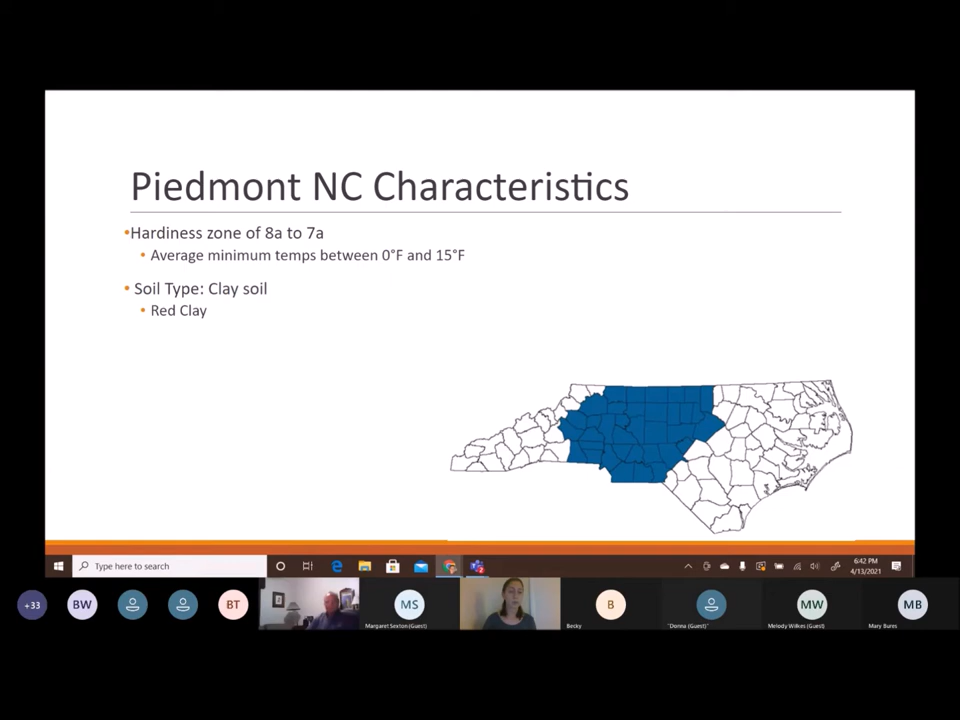 Piedmont NC Characteristics
•Hardiness zone of 8a to 7a
• Average minimum temps between 0°F and 15°F
• Soil Type: Clay soil
• Red Clay
Type here to search
6:42 PM
4/13/2021
+33
BW
BT
MS
B
MW
MB
Margaret Sexton (Guest)
Becky
"Donna (Guest)"
Melody Wilkes (Guest)
Mary Bures